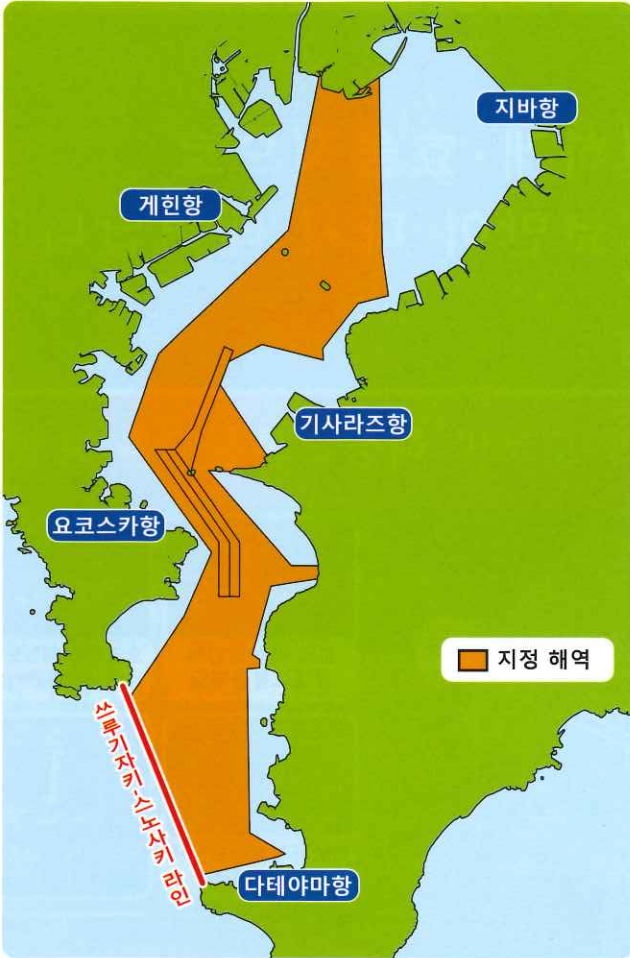 지바항
게힌항
기사라즈항
요코스카항
지정 해역
쓰루기자키-스노사키 라인
다테야마항